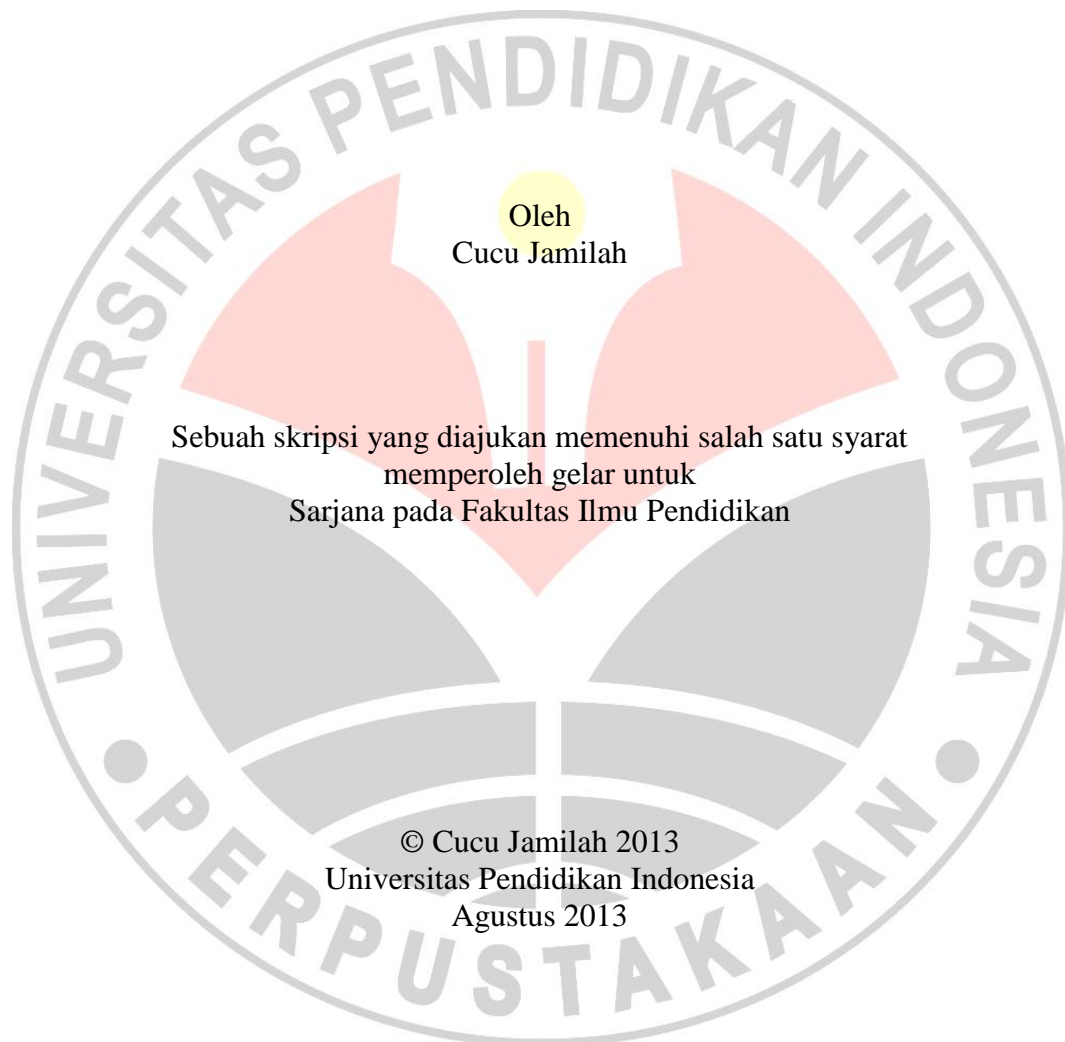 UNIVERSITAS PENDIDIKAN INDONESIA
Oleh
Cucu Jamilah
Sebuah skripsi yang diajukan memenuhi salah satu syarat
memperoleh gelar untuk
Sarjana pada Fakultas Ilmu Pendidikan
© Cucu Jamilah 2013
Universitas Pendidikan Indonesia
Agustus 2013
PERPUSTAKAAN